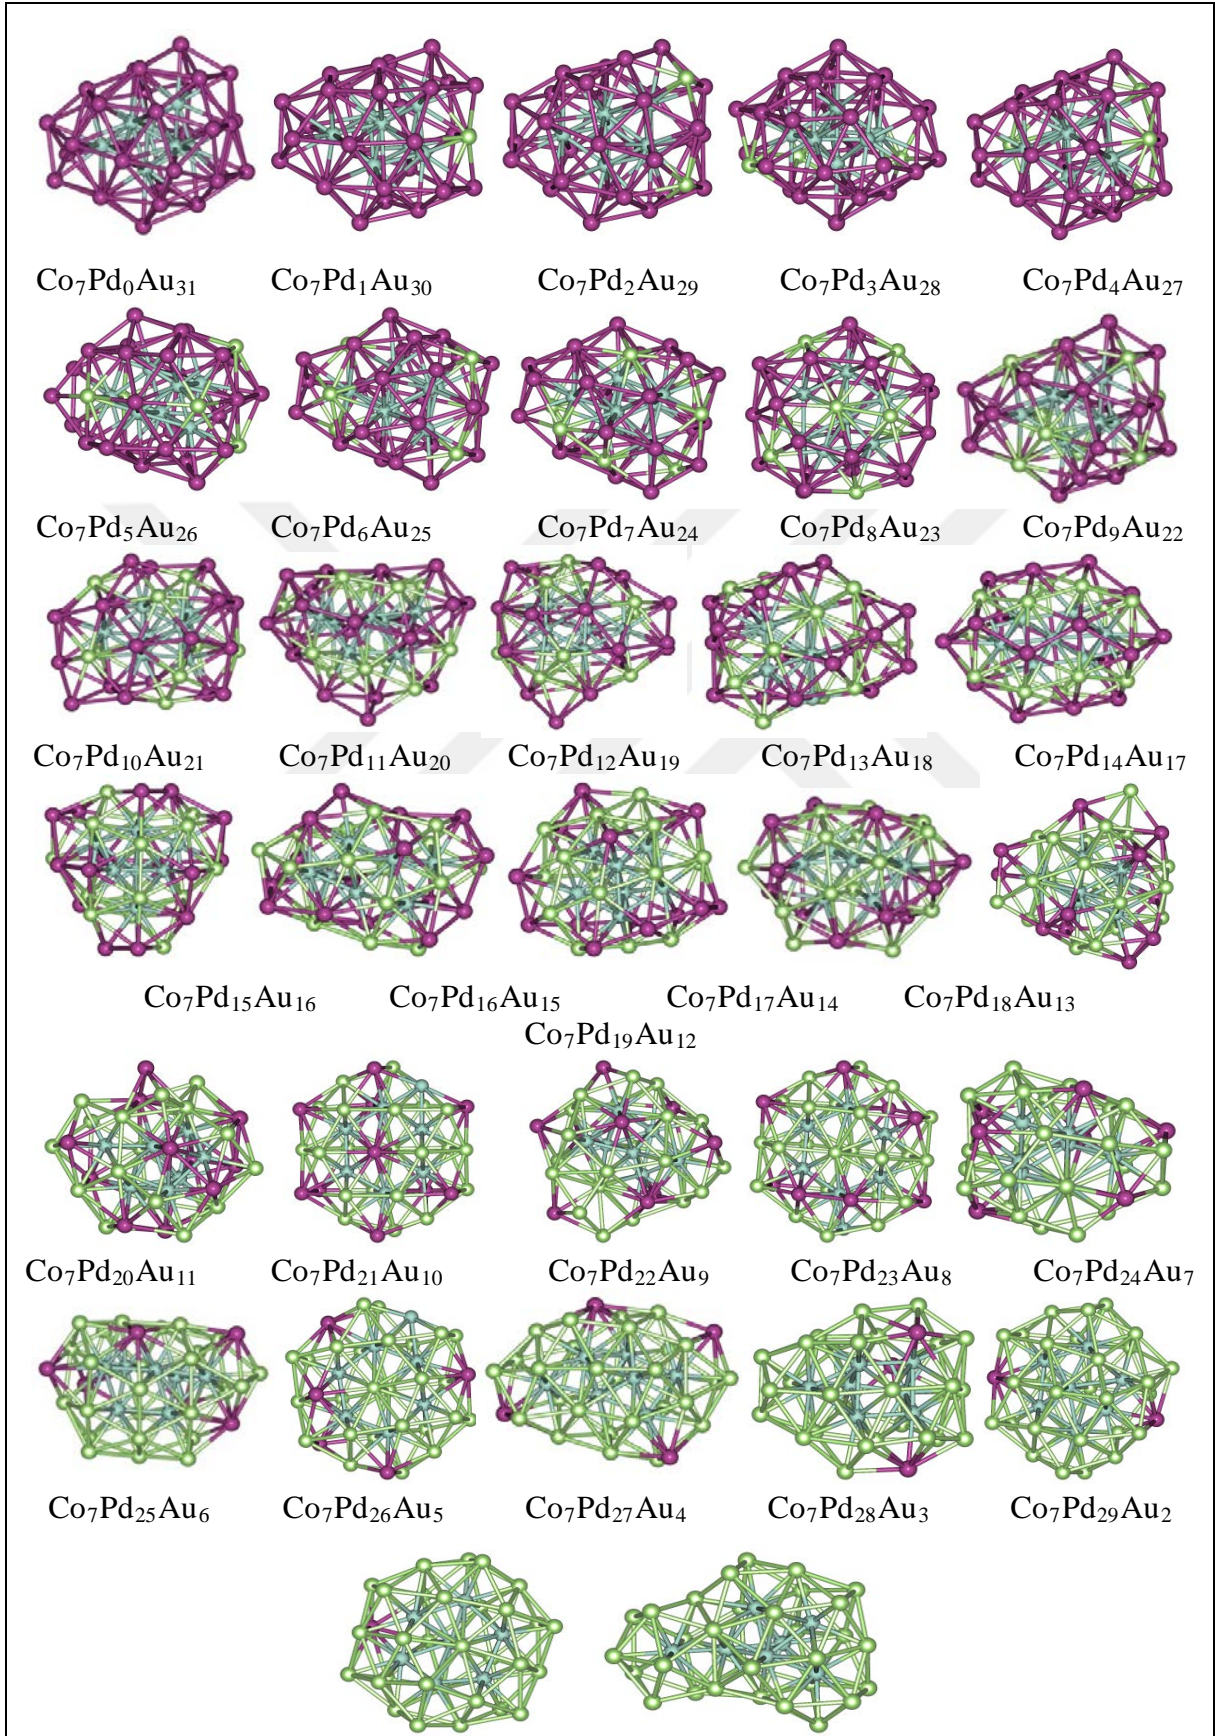 Co₇Pd₀Au₃₁ Co₇Pd₁Au₃₀ Co₇Pd₂Au₂₉ Co₇Pd₃Au₂₈ Co₇Pd₄Au₂₇
Co₇Pd₅Au₂₆ Co₇Pd₆Au₂₅ Co₇Pd₇Au₂₄ Co₇Pd₈Au₂₃ Co₇Pd₉Au₂₂
Co₇Pd₁₀Au₂₁ Co₇Pd₁₁Au₂₀ Co₇Pd₁₂Au₁₉ Co₇Pd₁₃Au₁₈ Co₇Pd₁₄Au₁₇
Co₇Pd₁₅Au₁₆ Co₇Pd₁₆Au₁₅ Co₇Pd₁₇Au₁₄ Co₇Pd₁₈Au₁₃
Co₇Pd₁₉Au₁₂
Co₇Pd₂₀Au₁₁ Co₇Pd₂₁Au₁₀ Co₇Pd₂₂Au₉ Co₇Pd₂₃Au₈ Co₇Pd₂₄Au₇
Co₇Pd₂₅Au₆ Co₇Pd₂₆Au₅ Co₇Pd₂₇Au₄ Co₇Pd₂₈Au₃ Co₇Pd₂₉Au₂